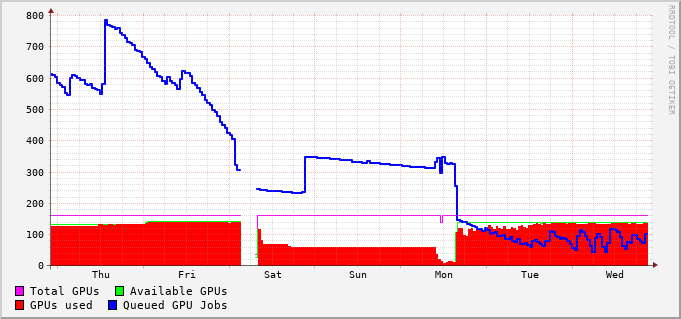 800
700
600
500
400
300
200
100
0
Thu Fri Sat Sun Mon Tue Wed
Total GPUs Available GPUs
GPUs used Queued GPU Jobs
RRDTOOL / TOBI OETIKER